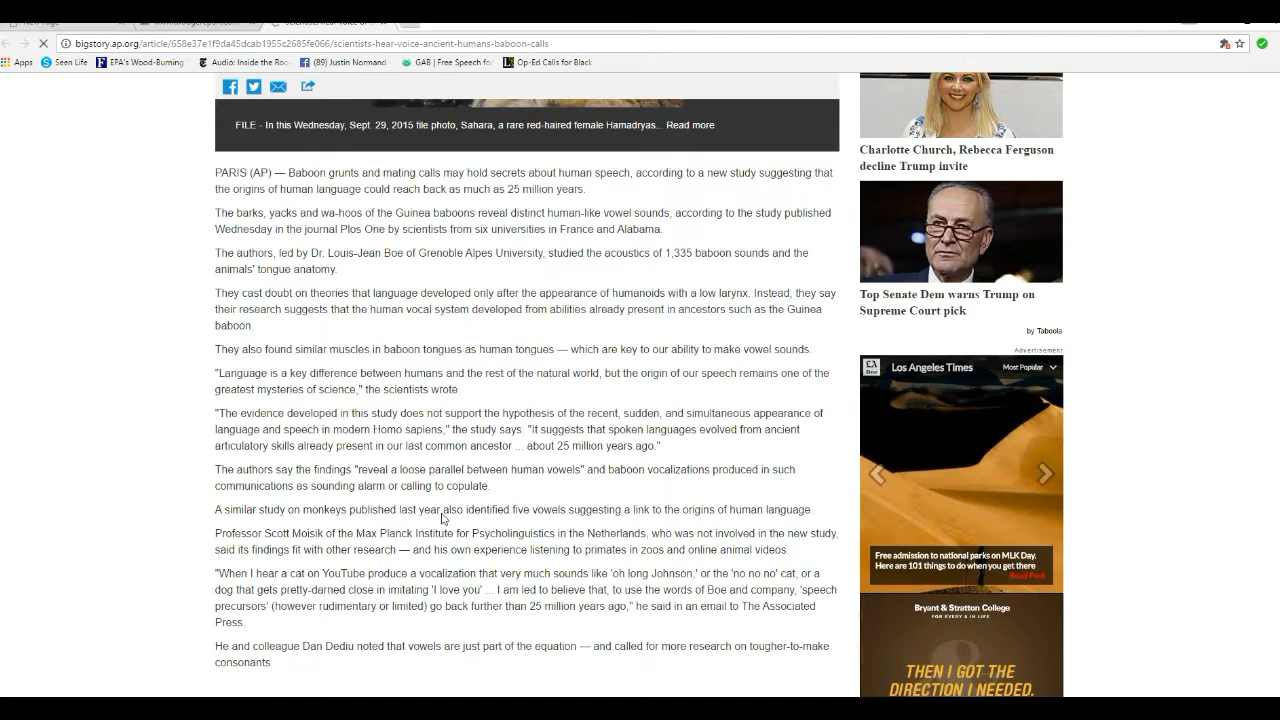 bigstory.ap.org/article/658e37e1f9da45dcab1955c2685fe066/scientists-hear-voice-ancient-humans-baboon-calls
Apps
Seen Life
EPA's Wood-Burning
Audio: Inside the Roo
(89) Justin Normand
GAB | Free Speech fo
Op-Ed Calls for Black
FILE - In this Wednesday, Sept. 29, 2015 file photo, Sahara, a rare red-haired female Hamadryas... Read more
PARIS (AP) — Baboon grunts and mating calls may hold secrets about human speech, according to a new study suggesting that
the origins of human language could reach back as much as 25 million years.
The barks, yacks and wa-hoos of the Guinea baboons reveal distinct human-like vowel sounds, according to the study published
Wednesday in the journal Plos One by scientists from six universities in France and Alabama.
The authors, led by Dr. Louis-Jean Boe of Grenoble Alpes University, studied the acoustics of 1,335 baboon sounds and the
animals' tongue anatomy.
They cast doubt on theories that language developed only after the appearance of humanoids with a low larynx. Instead, they say
their research suggests that the human vocal system developed from abilities already present in ancestors such as the Guinea
baboon.
They also found similar muscles in baboon tongues as human tongues — which are key to our ability to make vowel sounds.
"Language is a key difference between humans and the rest of the natural world, but the origin of our speech remains one of the
greatest mysteries of science," the scientists wrote.
"The evidence developed in this study does not support the hypothesis of the recent, sudden, and simultaneous appearance of
language and speech in modern Homo sapiens," the study says. "It suggests that spoken languages evolved from ancient
articulatory skills already present in our last common ancestor ... about 25 million years ago."
The authors say the findings "reveal a loose parallel between human vowels" and baboon vocalizations produced in such
communications as sounding alarm or calling to copulate.
A similar study on monkeys published last year also identified five vowels suggesting a link to the origins of human language.
Professor Scott Moisik of the Max Planck Institute for Psycholinguistics in the Netherlands, who was not involved in the new study,
said its findings fit with other research — and his own experience listening to primates in zoos and online animal videos.
"When I hear a cat on YouTube produce a vocalization that very much sounds like 'oh long Johnson,' or the 'no no no' cat, or a
dog that gets pretty-darned close in imitating 'I love you' ... I am led to believe that, to use the words of Boe and company, 'speech
precursors' (however rudimentary or limited) go back further than 25 million years ago," he said in an email to The Associated
Press.
He and colleague Dan Dediu noted that vowels are just part of the equation — and called for more research on tougher-to-make
consonants
Charlotte Church, Rebecca Ferguson
decline Trump invite
Top Senate Dem warns Trump on
Supreme Court pick
by Taboola
Advertisement
Los Angeles Times
Most Popular
Free admission to national parks on MLK Day.
Here are 101 things to do when you get there
Read Post
Bryant & Stratton College
FOR EVERY & IN LIFE
THEN I GOT THE
DIRECTION I NEEDED.